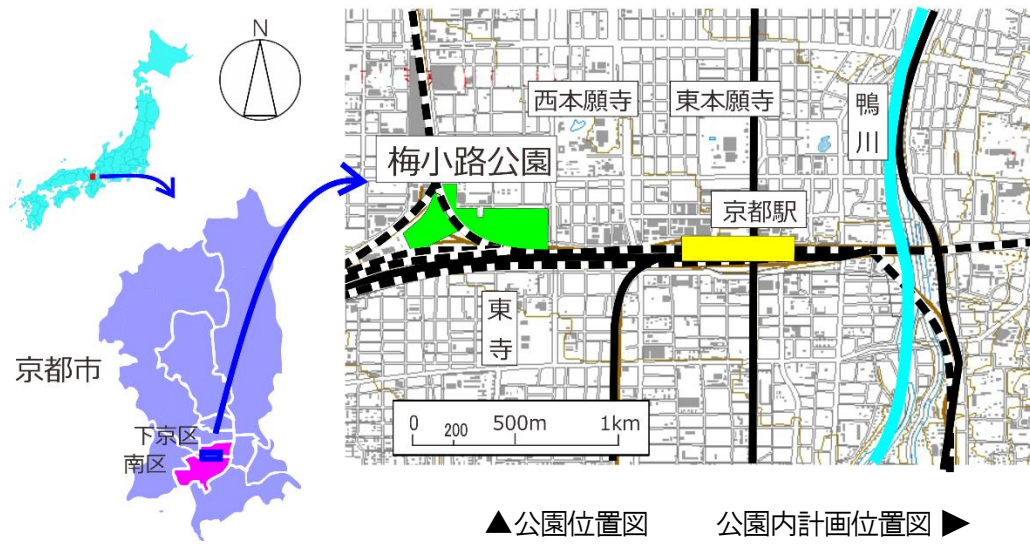 N
西本願寺
東本願寺
鴨川
梅小路公園
京都駅
東寺
京都市
下京区
南区
0 200 500m 1km
▲公園位置図
公園内計画位置図 ▶